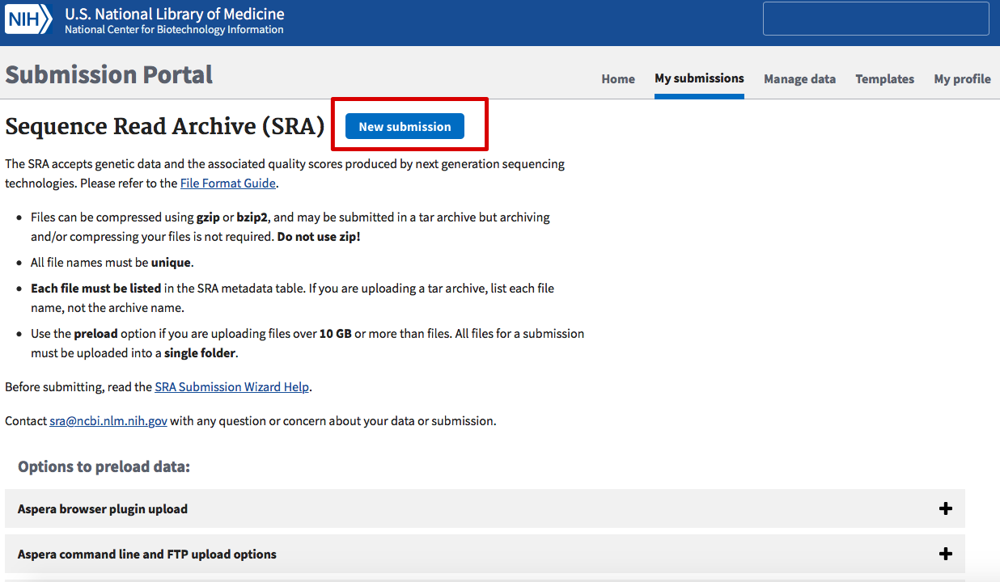 NIH
U.S. National Library of Medicine
National Center for Biotechnology Information
Submission Portal
Home
My submissions
Manage data
Templates
My profile
Sequence Read Archive (SRA)
New submission
The SRA accepts genetic data and the associated quality scores produced by next generation sequencing
technologies. Please refer to the File Format Guide.
• Files can be compressed using gzip or bzip2, and may be submitted in a tar archive but archiving
and/or compressing your files is not required. Do not use zip!
• All file names must be unique.
• Each file must be listed in the SRA metadata table. If you are uploading a tar archive, list each file
name, not the archive name.
• Use the preload option if you are uploading files over 10 GB or more than files. All files for a submission
must be uploaded into a single folder.
Before submitting, read the SRA Submission Wizard Help.
Contact sra@ncbi.nlm.nih.gov with any question or concern about your data or submission.
Options to preload data:
Aspera browser plugin upload
Aspera command line and FTP upload options